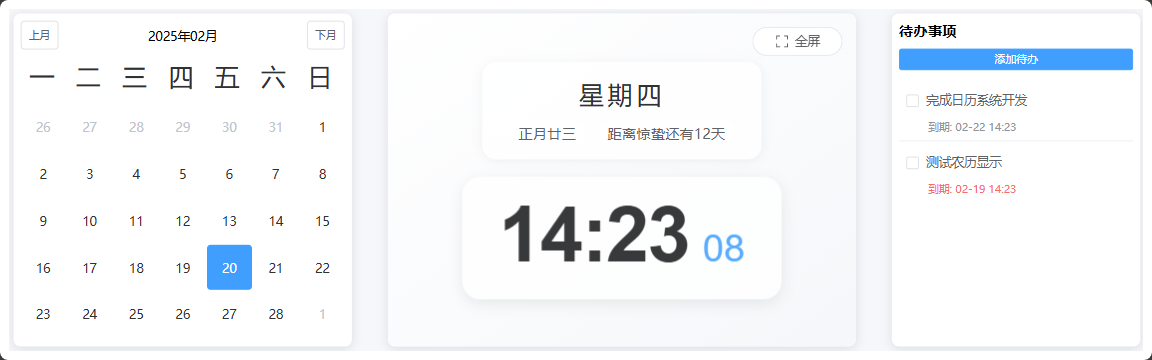 上月 2025年02月 下月
一 二 三 四 五 六 日
26 27 28 29 30 31 1
2 3 4 5 6 7 8
9 10 11 12 13 14 15
16 17 18 19 20 21 22
23 24 25 26 27 28 1
全屏
星期四
正月廿三 距离惊蛰还有12天
14:23 08
待办事项
添加待办
完成日历系统开发
到期: 02-22 14:23
测试农历显示
到期: 02-19 14:23